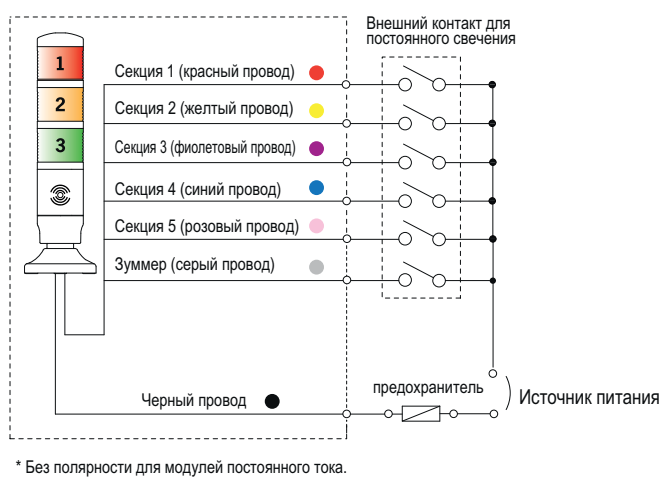 Внешний контакт для
постоянного свечения
1
Секция 1 (красный провод)
2
Секция 2 (желтый провод)
3
Секция 3 (фиолетовый провод)
Секция 4 (синий провод)
Секция 5 (розовый провод)
Зуммер (серый провод)
Черный провод
предохранитель
Источник питания
* Без полярности для модулей постоянного тока.